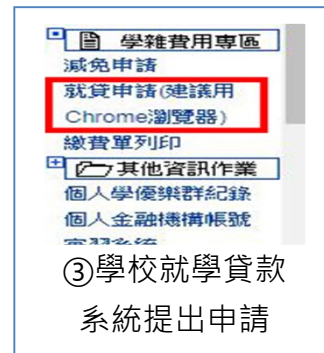 學雜費用專區
減免申請
就貸申請(建議用
Chrome瀏覽器)
繳費單列印
其他資訊作業
個人學優樂群紀錄
個人金融機構帳號
③學校就學貸款
系統提出申請